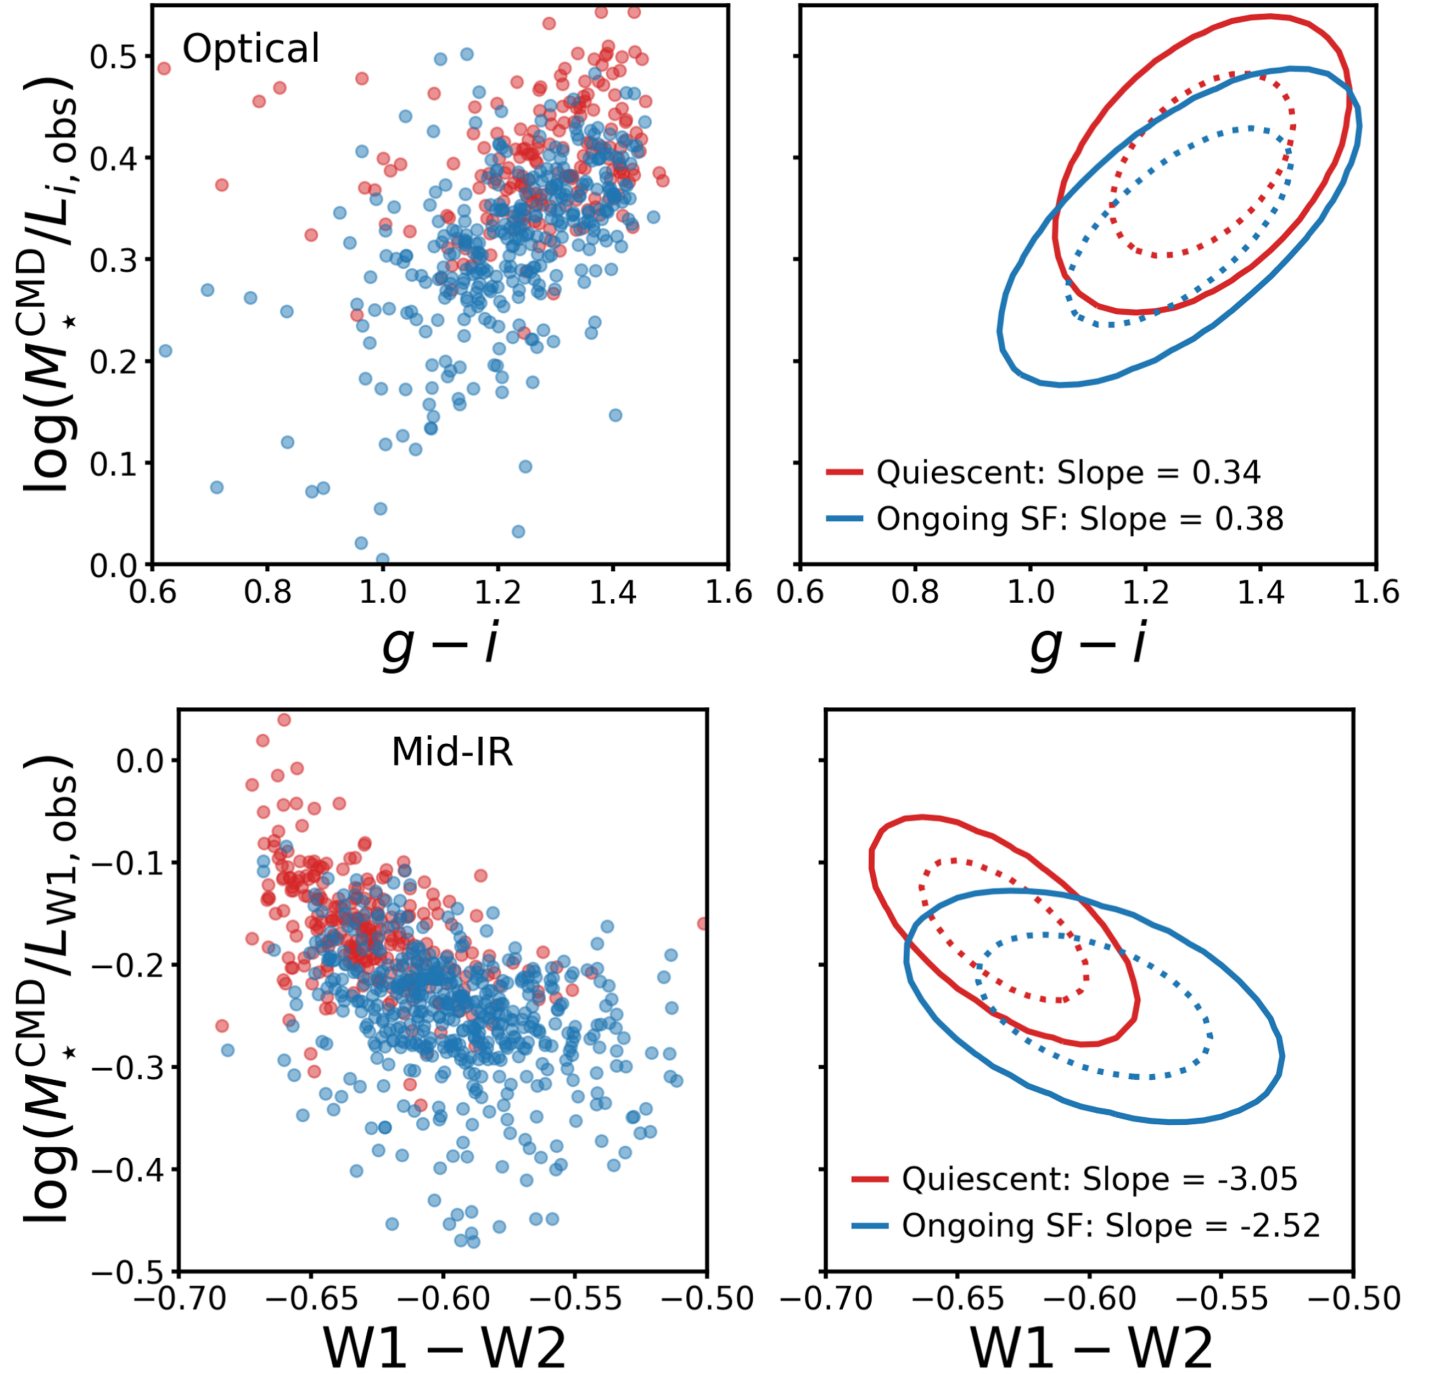 Optical
log(M⋆^CMD/L_i, obs)
0.5
0.4
0.3
0.2
0.1
0.0
0.6 0.8 1.0 1.2 1.4 1.6
g − i
Quiescent: Slope = 0.34
Ongoing SF: Slope = 0.38
0.6 0.8 1.0 1.2 1.4 1.6
g − i
Mid-IR
log(M⋆^CMD/L_W1, obs)
0.0
−0.1
−0.2
−0.3
−0.4
−0.5
−0.70 −0.65 −0.60 −0.55 −0.50
W1 − W2
Quiescent: Slope = -3.05
Ongoing SF: Slope = -2.52
−0.70 −0.65 −0.60 −0.55 −0.50
W1 − W2